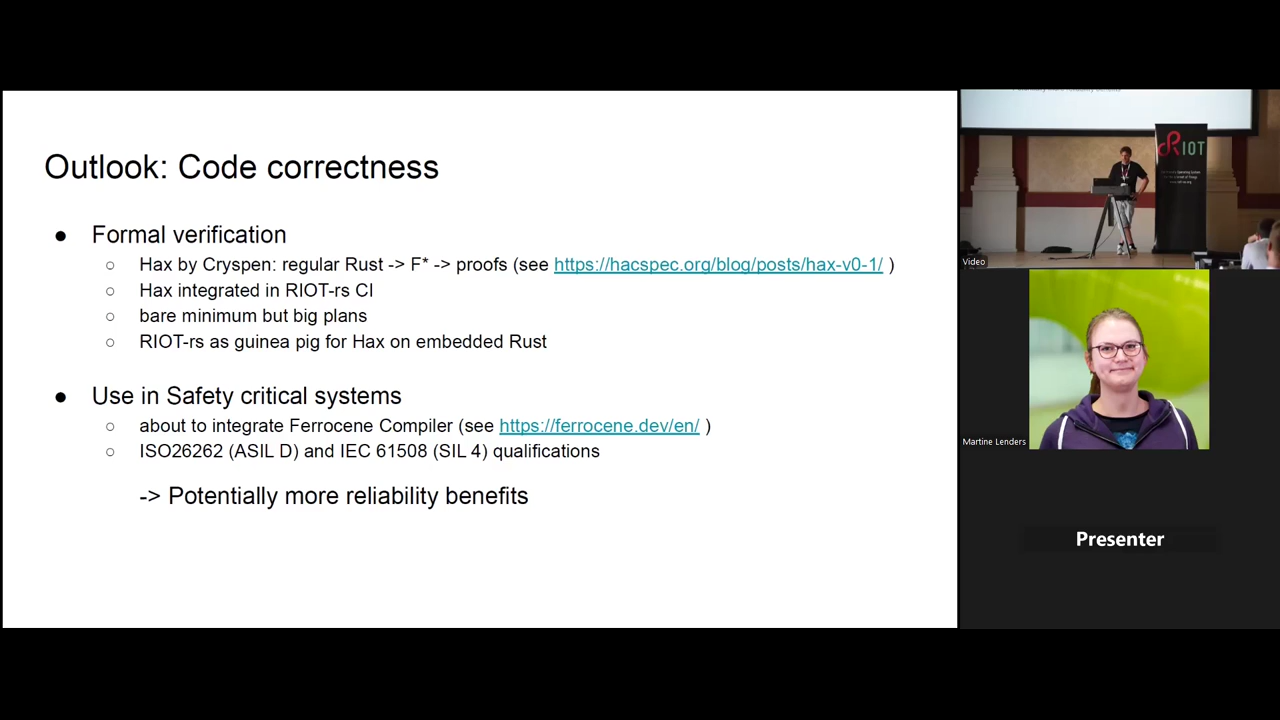 Outlook: Code correctness
● Formal verification
○ Hax by Cryspen: regular Rust -> F* -> proofs (see https://hacspec.org/blog/posts/hax-v0-1/ )
○ Hax integrated in RIOT-rs CI
○ bare minimum but big plans
○ RIOT-rs as guinea pig for Hax on embedded Rust
● Use in Safety critical systems
○ about to integrate Ferrocene Compiler (see https://ferrocene.dev/en/ )
○ ISO26262 (ASIL D) and IEC 61508 (SIL 4) qualifications
-> Potentially more reliability benefits
RIOT
Video
Martine Lenders
Presenter